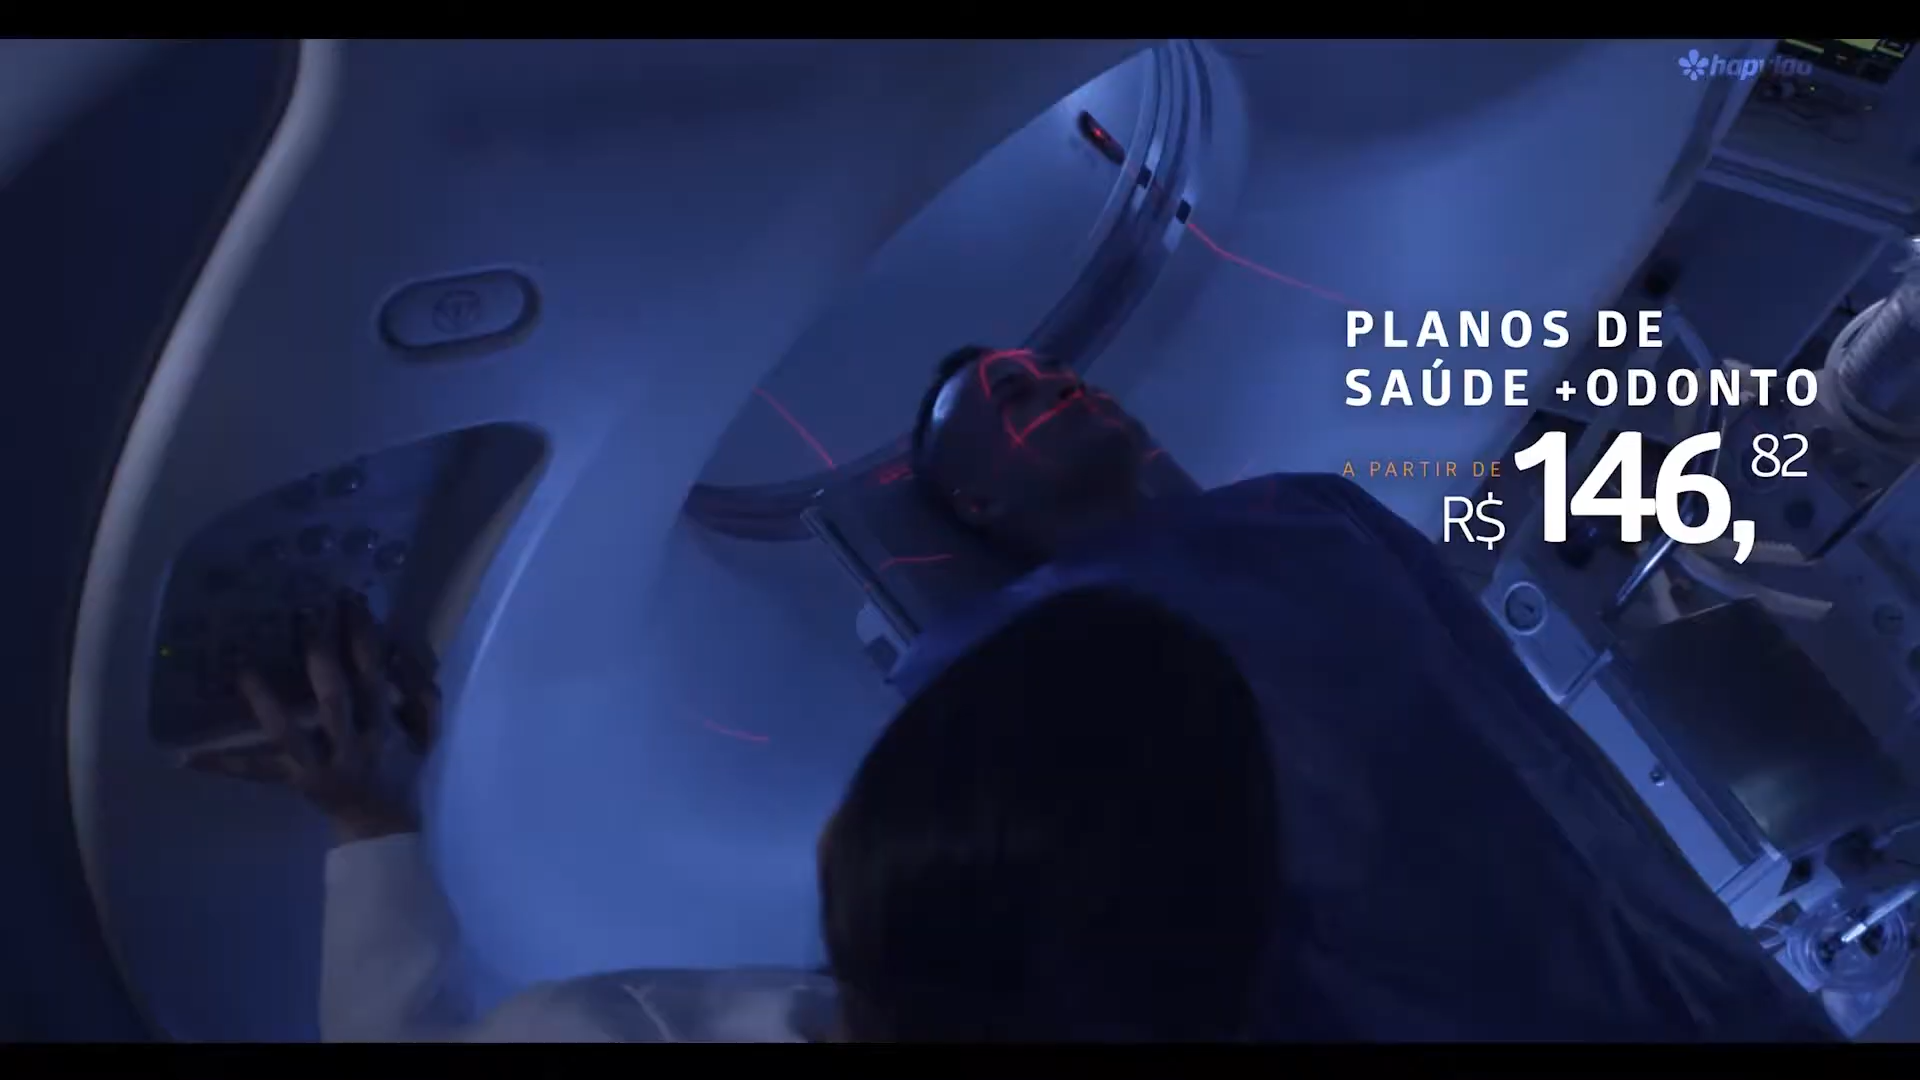 hapvida
PLANOS DE
SAÚDE +ODONTO
A PARTIR DE
R$ 146,82